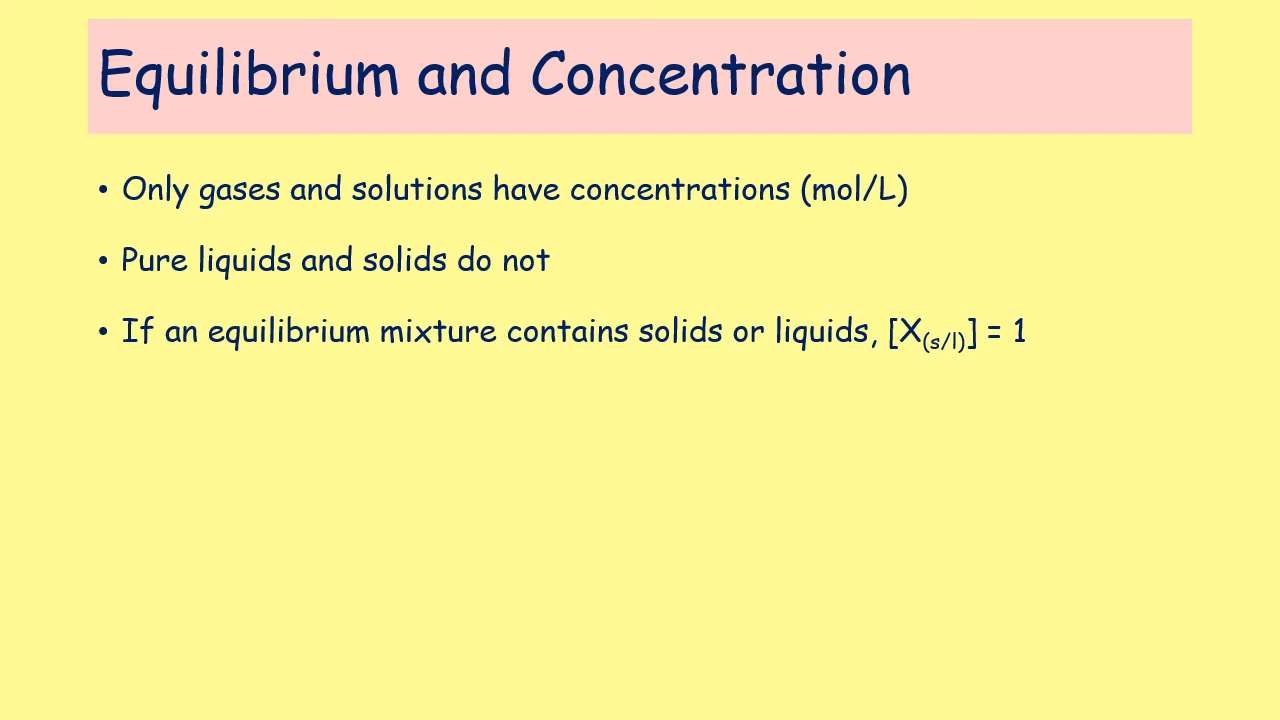 Equilibrium and Concentration
• Only gases and solutions have concentrations (mol/L)
• Pure liquids and solids do not
• If an equilibrium mixture contains solids or liquids, [X(s/l)] = 1